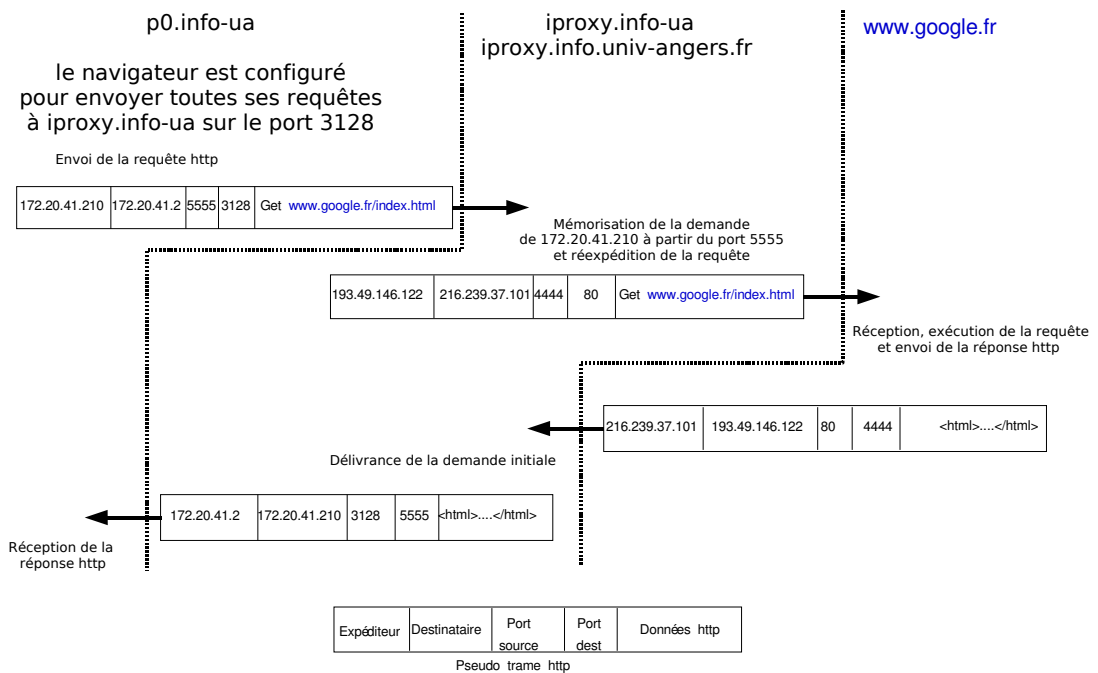 p0.info-ua
iproxy.info-ua
iproxy.info.univ-angers.fr
www.google.fr
le navigateur est configuré
pour envoyer toutes ses requêtes
à iproxy.info-ua sur le port 3128
Envoi de la requête http
172.20.41.210 172.20.41.2 5555 3128 Get www.google.fr/index.html
Mémorisation de la demande
de 172.20.41.210 à partir du port 5555
et réexpédition de la requête
193.49.146.122 216.239.37.101 4444 80 Get www.google.fr/index.html
Réception, exécution de la requête
et envoi de la réponse http
216.239.37.101 193.49.146.122 80 4444 <html>....</html>
Délivrance de la demande initiale
172.20.41.2 172.20.41.210 3128 5555 <html>....</html>
Réception de la
réponse http
Expéditeur Destinataire Port source Port dest Données http
Pseudo trame http